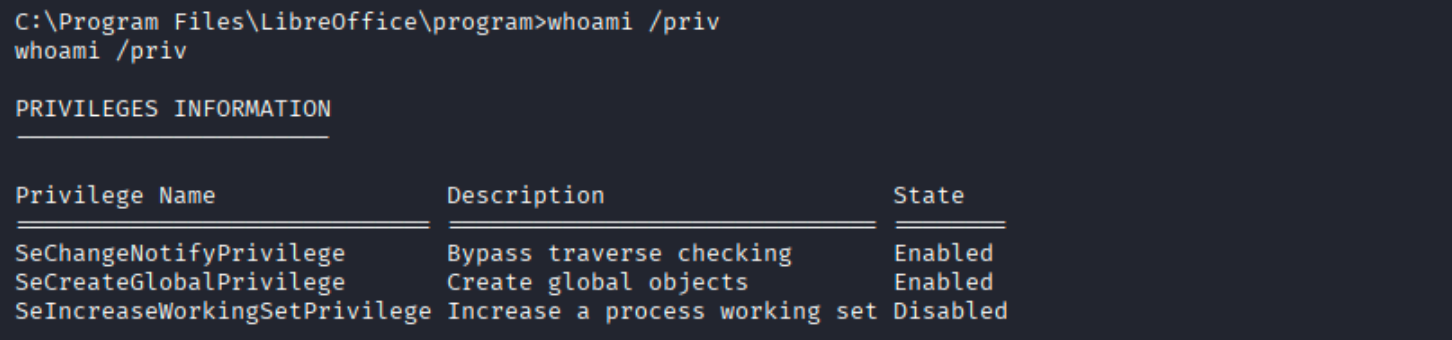 C:\Program Files\LibreOffice\program>whoami /priv
whoami /priv
PRIVILEGES INFORMATION
Privilege Name Description State
SeChangeNotifyPrivilege Bypass traverse checking Enabled
SeCreateGlobalPrivilege Create global objects Enabled
SeIncreaseWorkingSetPrivilege Increase a process working set Disabled